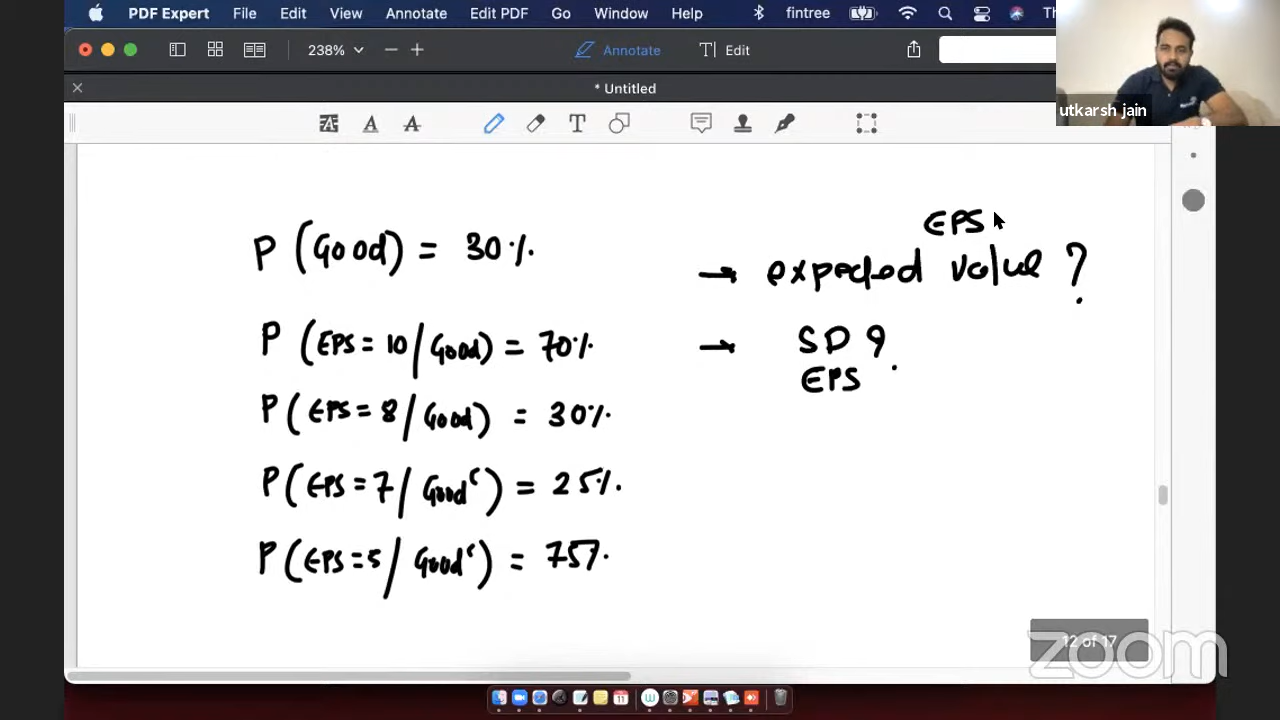 PDF Expert File Edit View Annotate Edit PDF Go Window Help fintree Th
238% Annotate T| Edit
* Untitled
utkarsh jain
P (Good) = 30%
P (EPS = 10/Good) = 70%
P (EPS = 8/Good) = 30%
P (EPS = 7/Good^c) = 25%.
P (EPS = 5/Good^c) = 75%
EPS
→ expected value ?
→ SD ?
EPS
12 of 17
zoom